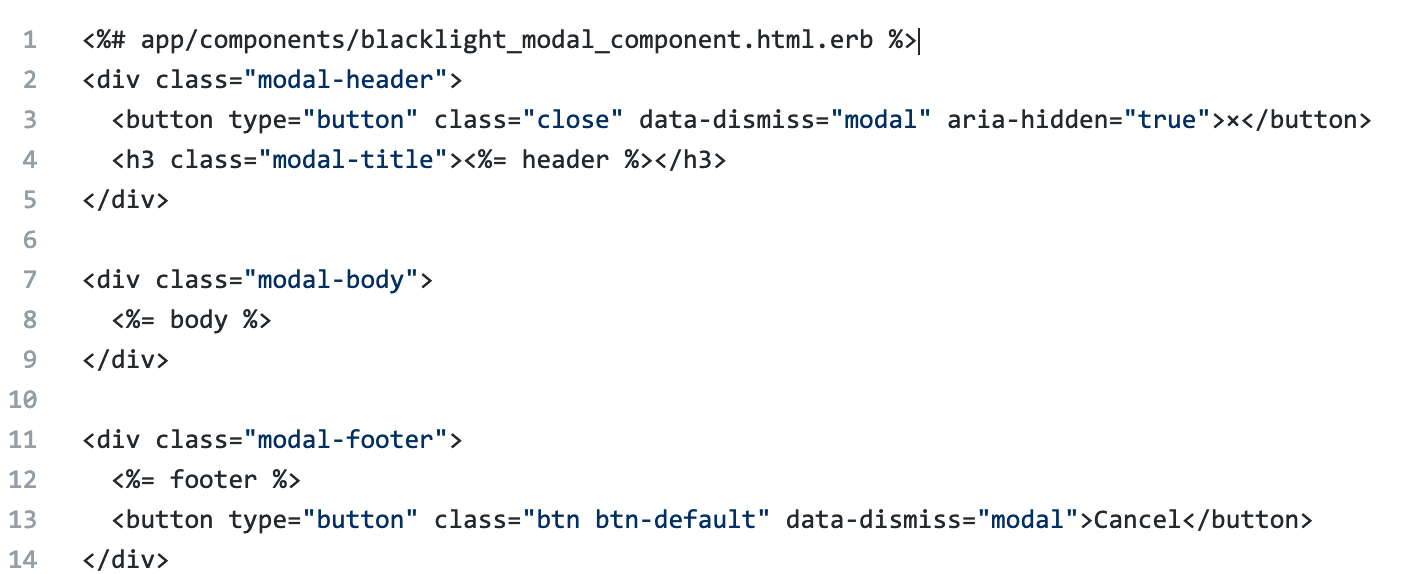 1 <%# app/components/blacklight_modal_component.html.erb %>
2 <div class="modal-header">
3   <button type="button" class="close" data-dismiss="modal" aria-hidden="true">×</button>
4   <h3 class="modal-title"><%= header %></h3>
5 </div>
6
7 <div class="modal-body">
8   <%= body %>
9 </div>
10
11 <div class="modal-footer">
12   <%= footer %>
13   <button type="button" class="btn btn-default" data-dismiss="modal">Cancel</button>
14 </div>